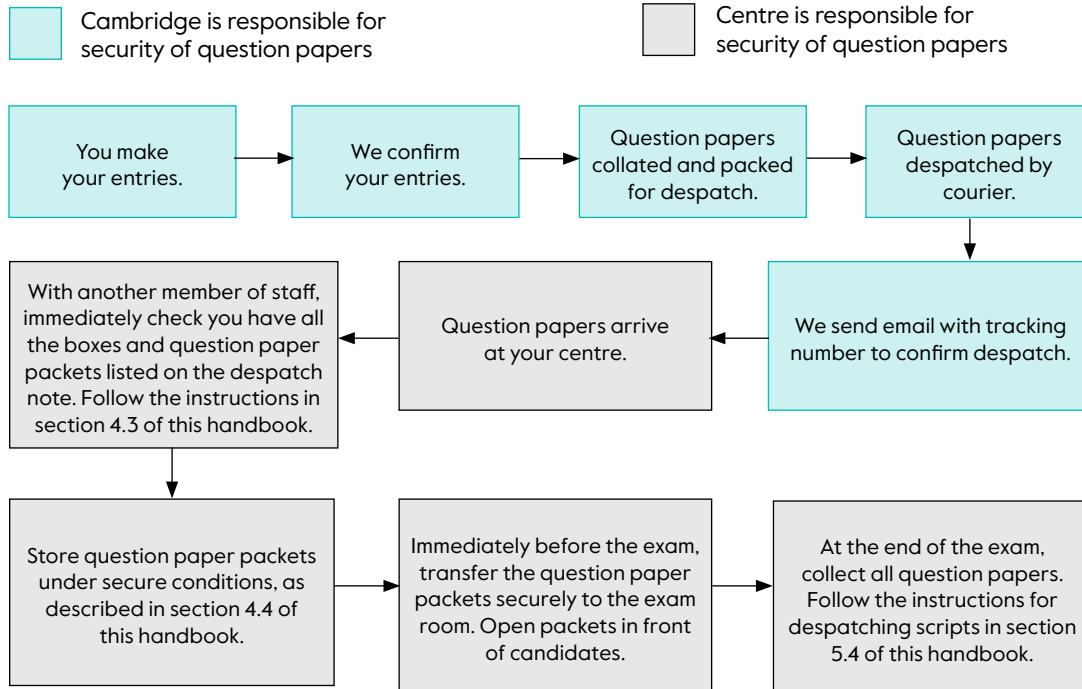 Cambridge is responsible for
security of question papers
Centre is responsible for
security of question papers
You make
your entries.
We confirm
your entries.
Question papers
collated and packed
for despatch.
Question papers
despatched by
courier.
We send email with tracking
number to confirm despatch.
Question papers arrive
at your centre.
With another member of staff,
immediately check you have all
the boxes and question paper
packets listed on the despatch
note. Follow the instructions in
section 4.3 of this handbook.
Store question paper packets
under secure conditions, as
described in section 4.4 of
this handbook.
Immediately before the exam,
transfer the question paper
packets securely to the exam
room. Open packets in front
of candidates.
At the end of the exam,
collect all question papers.
Follow the instructions for
despatching scripts in section
5.4 of this handbook.